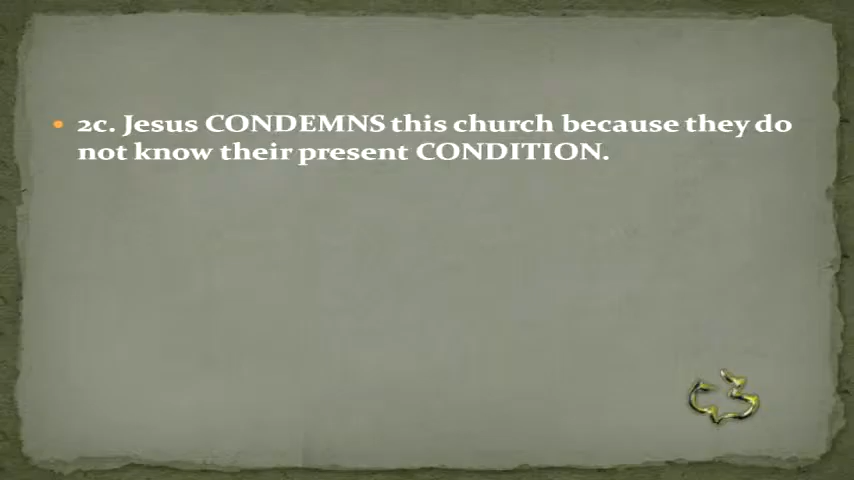 • 2c. Jesus CONDEMNS this church because they do
not know their present CONDITION.